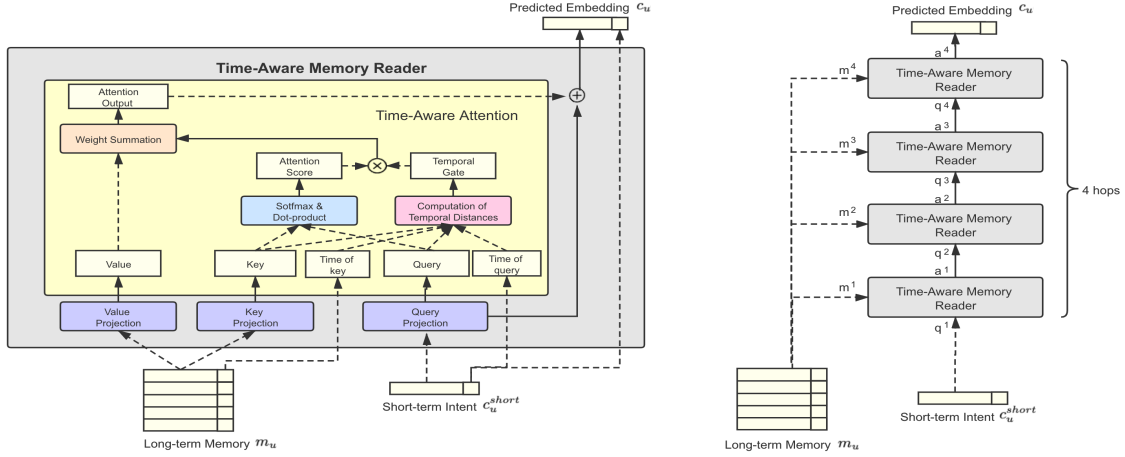 Predicted Embedding c_u
Time-Aware Memory Reader
Attention
Output
Time-Aware Attention
Weight Summation
Attention
Score
Temporal
Gate
Sotfmax &
Dot-product
Computation of
Temporal Distances
Value
Key
Time of
key
Query
Time of
query
Value
Projection
Key
Projection
Query
Projection
Short-term Intent c_u^{short}
Long-term Memory m_u
Predicted Embedding c_u
a 4
m 4
Time-Aware Memory
Reader
q 4
a 3
m 3
Time-Aware Memory
Reader
q 3
a 2
4 hops
m 2
Time-Aware Memory
Reader
q 2
a 1
m 1
Time-Aware Memory
Reader
q 1
Short-term Intent c_u^{short}
Long-term Memory m_u